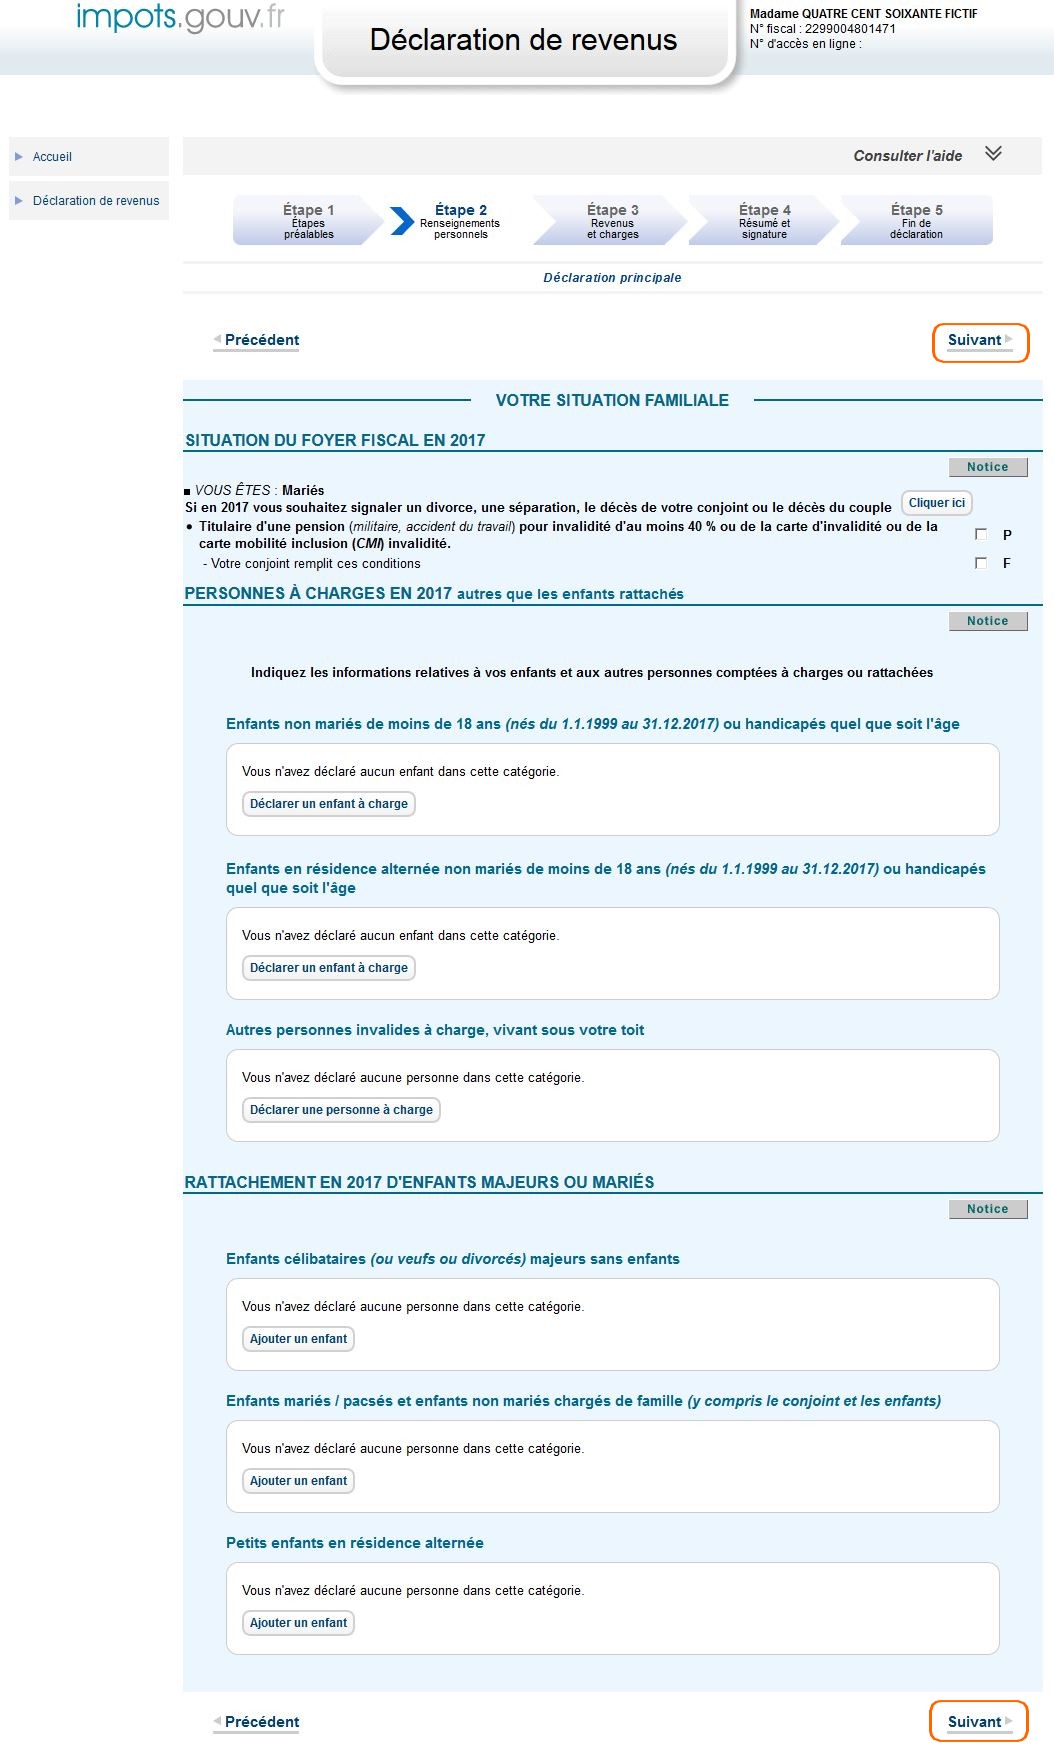 impots.gouv.fr
Déclaration de revenus
Madame QUATRE CENT SOIXANTE FICTIF
N° fiscal : 2299004801471
N° d'accès en ligne :
Accueil
Déclaration de revenus
Consulter l'aide
Étape 1
Étapes
préalables
Étape 2
Renseignements
personnels
Étape 3
Revenus
et charges
Étape 4
Résumé et
signature
Étape 5
Fin de
déclaration
Déclaration principale
Précédent
Suivant
VOTRE SITUATION FAMILIALE
SITUATION DU FOYER FISCAL EN 2017
Notice
VOUS ÊTES : Mariés
Si en 2017 vous souhaitez signaler un divorce, une séparation, le décès de votre conjoint ou le décès du couple Cliquer ici
• Titulaire d'une pension (militaire, accident du travail) pour invalidité d'au moins 40 % ou de la carte d'invalidité ou de la
carte mobilité inclusion (CMI) invalidité. P
- Votre conjoint remplit ces conditions F
PERSONNES À CHARGES EN 2017 autres que les enfants rattachés
Notice
Indiquez les informations relatives à vos enfants et aux autres personnes comptées à charges ou rattachées
Enfants non mariés de moins de 18 ans (nés du 1.1.1999 au 31.12.2017) ou handicapés quel que soit l'âge
Vous n'avez déclaré aucun enfant dans cette catégorie.
Déclarer un enfant à charge
Enfants en résidence alternée non mariés de moins de 18 ans (nés du 1.1.1999 au 31.12.2017) ou handicapés
quel que soit l'âge
Vous n'avez déclaré aucun enfant dans cette catégorie.
Déclarer un enfant à charge
Autres personnes invalides à charge, vivant sous votre toit
Vous n'avez déclaré aucune personne dans cette catégorie.
Déclarer une personne à charge
RATTACHEMENT EN 2017 D'ENFANTS MAJEURS OU MARIÉS
Notice
Enfants célibataires (ou veufs ou divorcés) majeurs sans enfants
Vous n'avez déclaré aucune personne dans cette catégorie.
Ajouter un enfant
Enfants mariés / pacsés et enfants non mariés chargés de famille (y compris le conjoint et les enfants)
Vous n'avez déclaré aucune personne dans cette catégorie.
Ajouter un enfant
Petits enfants en résidence alternée
Vous n'avez déclaré aucune personne dans cette catégorie.
Ajouter un enfant
Précédent
Suivant